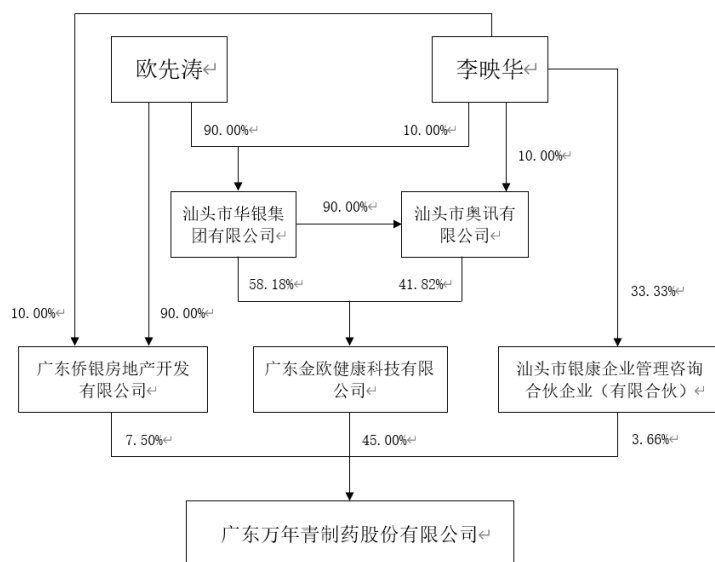 欧先涛↵
李映华↵
90.00%↵
10.00%↵
10.00%↵
汕头市华银集
团有限公司↵
90.00%↵
汕头市奥讯有
限公司↵
58.18%↵
41.82%↵
33.33%↵
10.00%↵
90.00%↵
广东侨银房地产开发
有限公司↵
广东金欧健康科技有限
公司↵
汕头市银康企业管理咨询
合伙企业（有限合伙）↵
7.50%↵
45.00%↵
3.66%↵
广东万年青制药股份有限公司↵